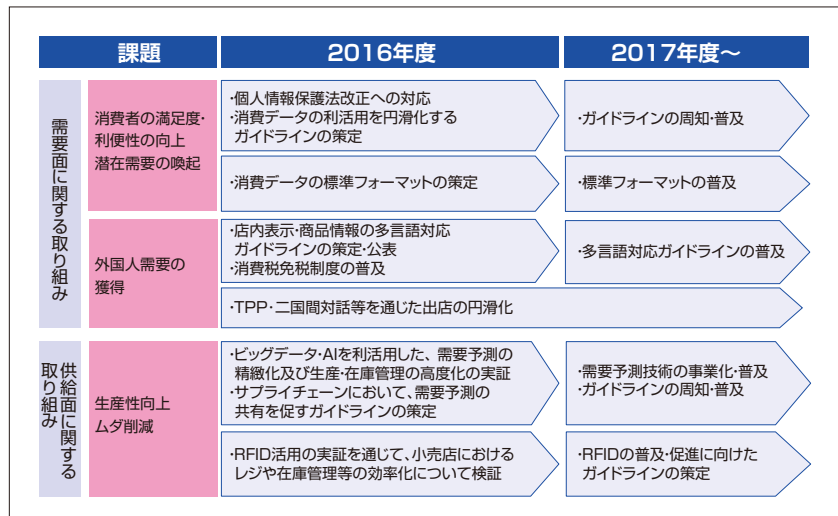 課題
2016年度
2017年度～
需要面に関する取り組み
消費者の満足度・
利便性の向上
潜在需要の喚起
・個人情報保護法改正への対応
・消費データの利活用を円滑化する
ガイドラインの策定
・ガイドラインの周知・普及
・消費データの標準フォーマットの策定
・標準フォーマットの普及
外国人需要の
獲得
・店内表示・商品情報の多言語対応
ガイドラインの策定・公表
・消費税免税制度の普及
・多言語対応ガイドラインの普及
・TPP・二国間対話等を通じた出店の円滑化
供給面に関する
取り組み
生産性向上
ムダ削減
・ビッグデータ・AIを利活用した、需要予測の
精緻化及び生産・在庫管理の高度化の実証
・サプライチェーンにおいて、需要予測の
共有を促すガイドラインの策定
・需要予測技術の事業化・普及
・ガイドラインの周知・普及
・RFID活用の実証を通じて、小売店における
レジや在庫管理等の効率化について検証
・RFIDの普及・促進に向けた
ガイドラインの策定